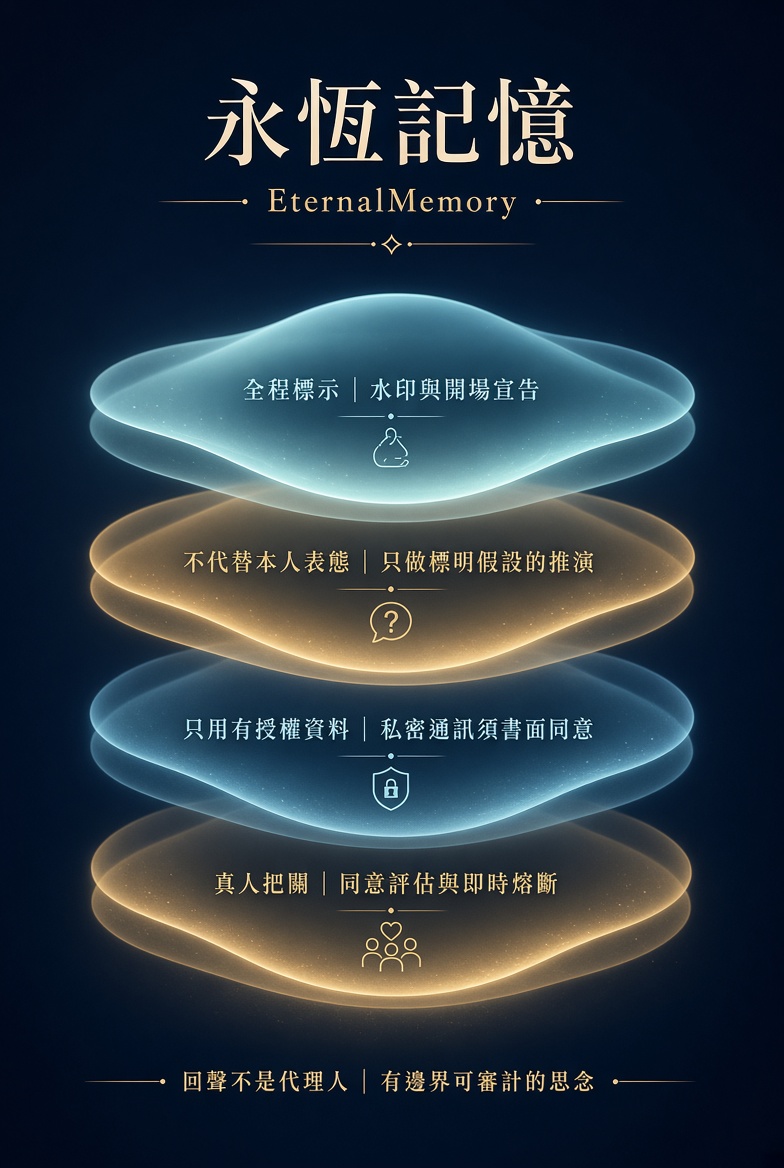 永恆記憶
EternalMemory
全程標示｜水印與開場宣告
不代替本人表態｜只做標明假設的推演
?
只用有授權資料｜私密通訊須書面同意
真人把關｜同意評估與即時熔斷
回聲不是代理人｜有邊界可審計的思念